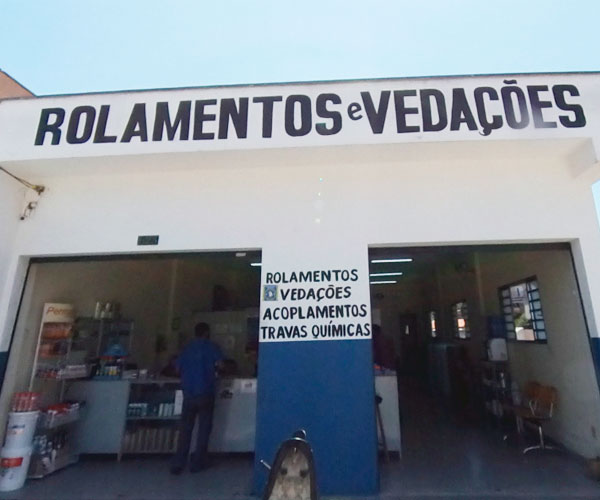 ROLAMENTOS e VEDAÇÕES
ROLAMENTOS
VEDAÇÕES
ACOPLAMENTOS
TRAVAS QUÍMICAS